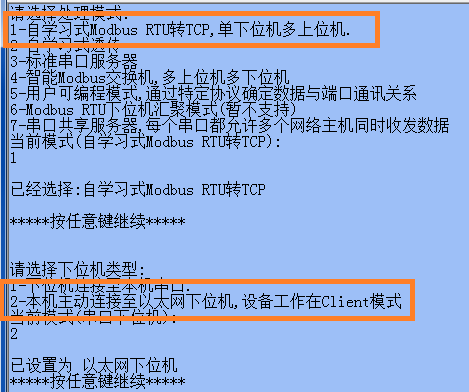 请选择处理模式:
1-自学习式Modbus RTU转TCP,单下位机多上位机.
2-自学习式透传
3-标准串口服务器
4-智能Modbus交换机,多上位机多下位机
5-用户可编程模式,通过特定协议确定数据与端口通讯关系
6-Modbus RTU下位机汇聚模式(暂不支持)
7-串口共享服务器,每个串口都允许多个网络主机同时收发数据
当前模式(自学习式Modbus RTU转TCP):
1
已经选择:自学习式Modbus RTU转TCP
*****按任意键继续*****
请选择下位机类型:
1-下位机连接至本机串口.
2-本机主动连接至以太网下位机,设备工作在Client模式
当前模式(串口下位机):
2
已设置为 以太网下位机
*****按任意键继续*****